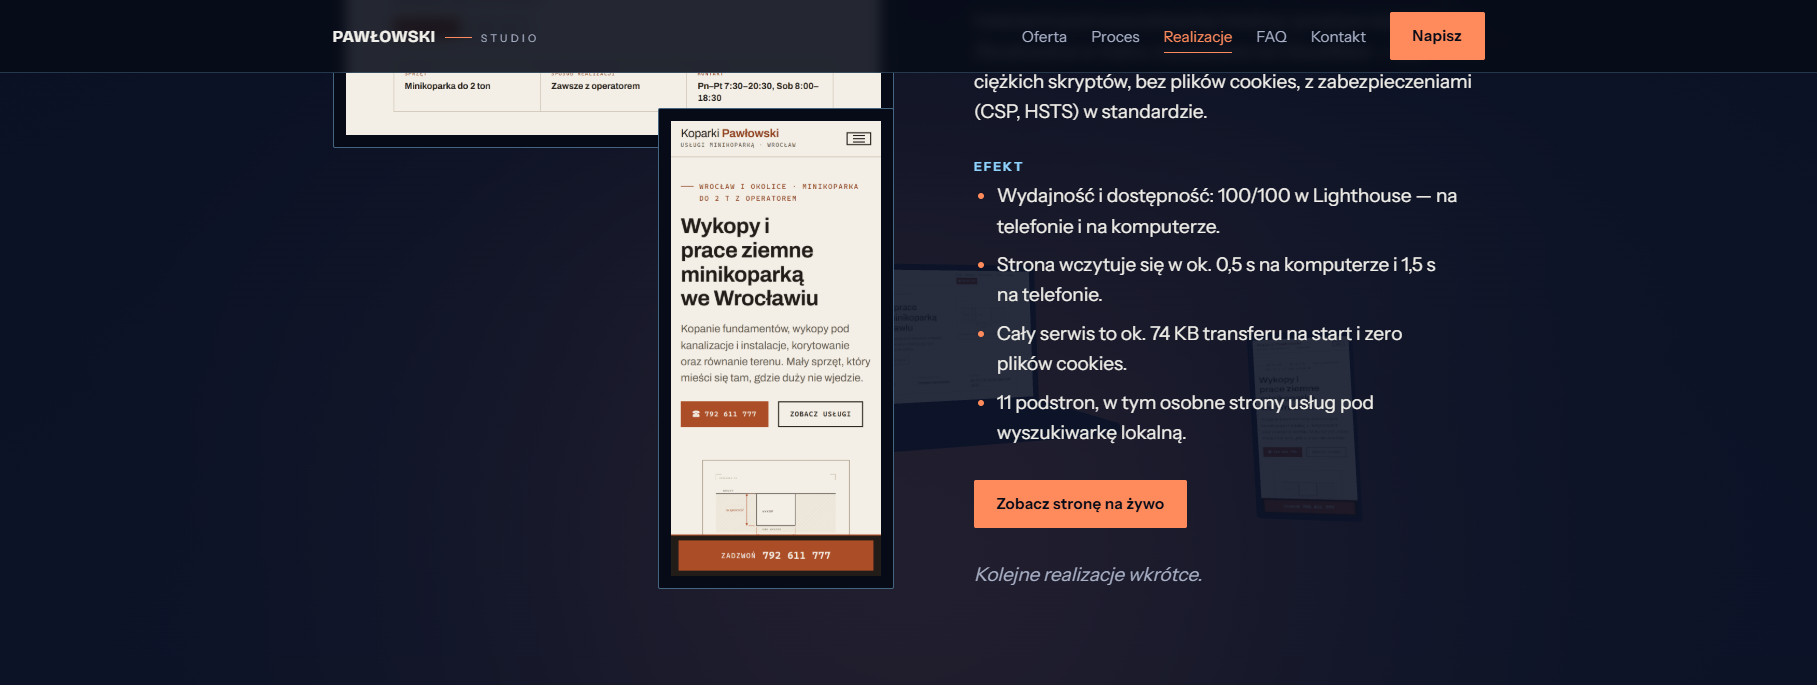 PAWŁOWSKI STUDIO
Oferta Proces Realizacje FAQ Kontakt Napisz
Minikoparka do 2 ton
Zawsze z operatorem
Pn–Pt 7:30–20:30, Sob 8:00–
18:30
Koparki Pawłowski
USŁUGI MINIKOPARKĄ · WROCŁAW
WROCŁAW I OKOLICE · MINIKOPARKA
DO 2 T Z OPERATOREM
Wykopy i
prace ziemne
minikoparką
we Wrocławiu
Kopanie fundamentów, wykopy pod
kanalizacje i instalacje, korytowanie
oraz równanie terenu. Mały sprzęt, który
mieści się tam, gdzie duży nie wjedzie.
☎ 792 611 777
ZOBACZ USŁUGI
ZADZWOŃ 792 611 777
ciężkich skryptów, bez plików cookies, z zabezpieczeniami
(CSP, HSTS) w standardzie.
EFEKT
Wydajność i dostępność: 100/100 w Lighthouse — na
telefonie i na komputerze.
Strona wczytuje się w ok. 0,5 s na komputerze i 1,5 s
na telefonie.
Cały serwis to ok. 74 KB transferu na start i zero
plików cookies.
11 podstron, w tym osobne strony usług pod
wyszukiwarkę lokalną.
Zobacz stronę na żywo
Kolejne realizacje wkrótce.
Wykopy i
prace ziemne